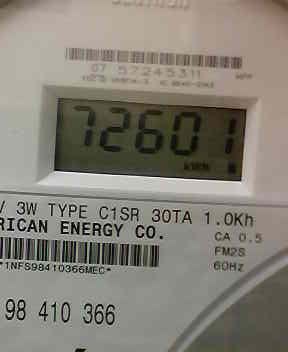 07 57245311
72601
V 3W TYPE C1SR 30TA 1.0Kh
RICAN ENERGY CO.
CA 0.5
FM2S
60Hz
*1NFS98410366MEC*
98 410 366